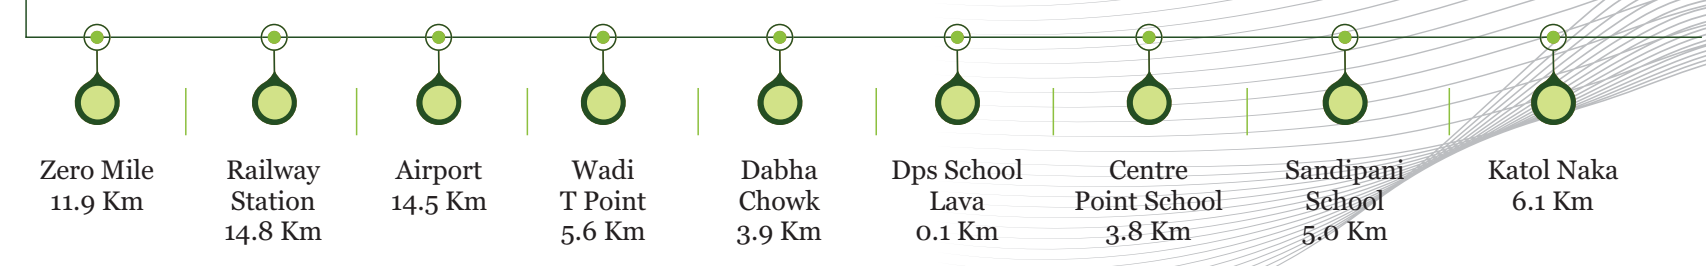 Zero Mile
11.9 Km
Railway
Station
14.8 Km
Airport
14.5 Km
Wadi
T Point
5.6 Km
Dabha
Chowk
3.9 Km
Dps School
Lava
0.1 Km
Centre
Point School
3.8 Km
Sandipani
School
5.0 Km
Katol Naka
6.1 Km